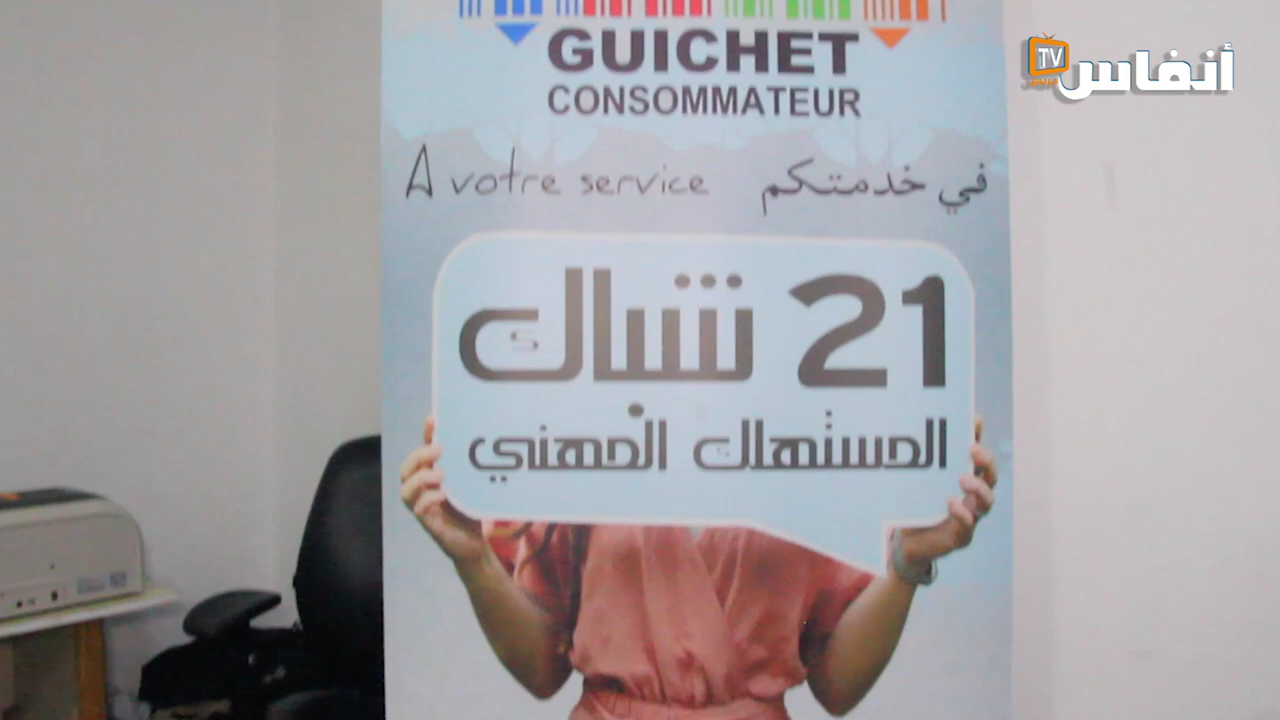 GUICHET
CONSOMMATEUR
A votre service في خدمتكم
21 شباك
المستهلك المهني
أنفاس
TV